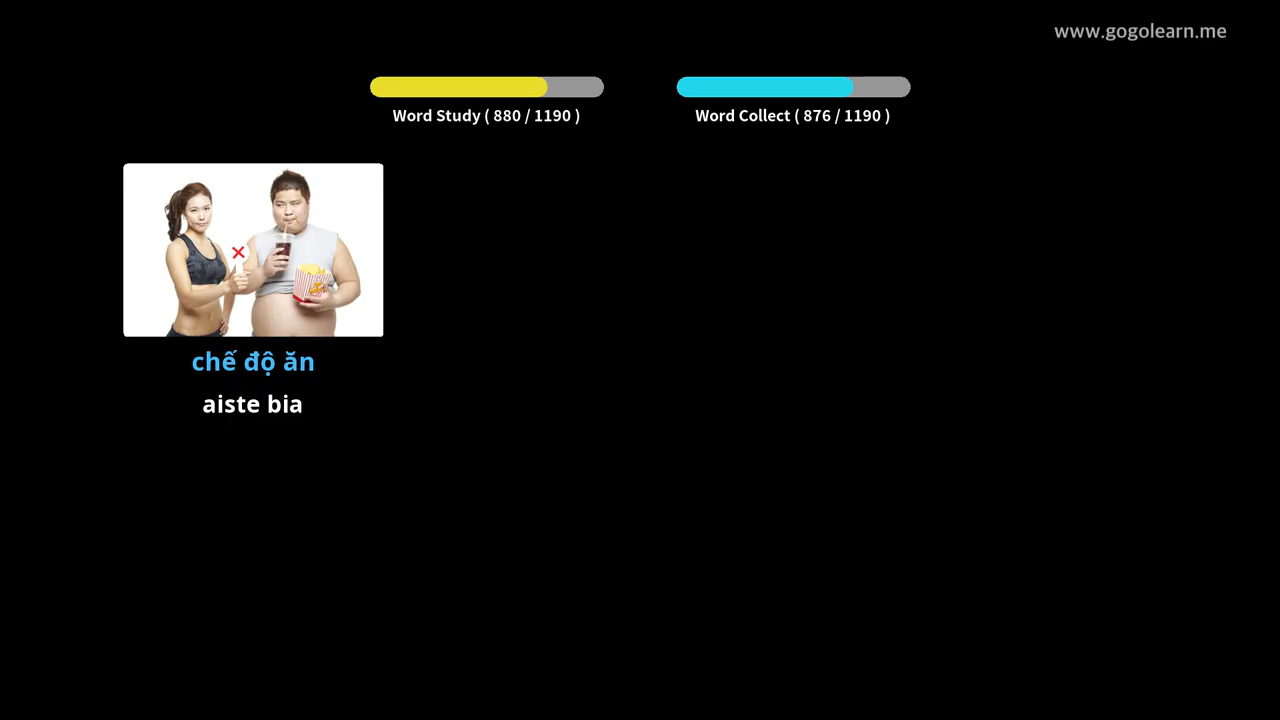 www.gogolearn.me
Word Study ( 880 / 1190 )
Word Collect ( 876 / 1190 )
chế độ ăn
aiste bia